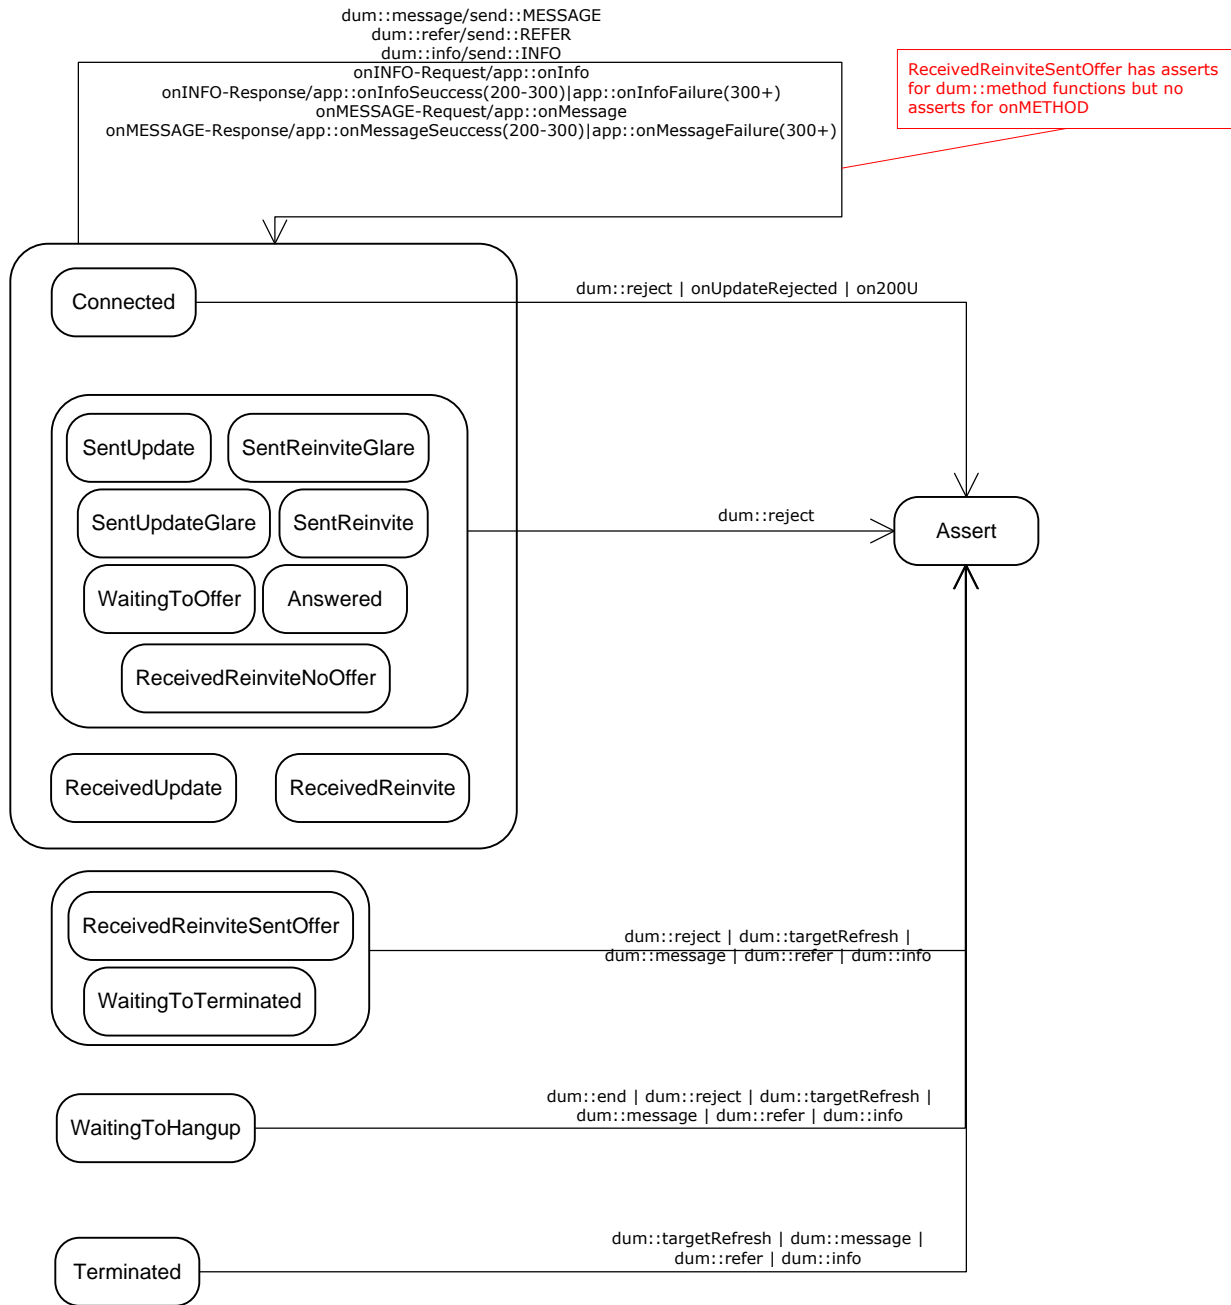 dum::message/send::MESSAGE
dum::refer/send::REFER
dum::info/send::INFO
onINFO-Request/app::onInfo
onINFO-Response/app::onInfoSeuccess(200-300)|app::onInfoFailure(300+)
onMESSAGE-Request/app::onMessage
onMESSAGE-Response/app::onMessageSeuccess(200-300)|app::onMessageFailure(300+)
ReceivedReinviteSentOffer has asserts
for dum::method functions but no
asserts for onMETHOD
Connected
dum::reject | onUpdateRejected | on200U
SentUpdate
SentReinviteGlare
SentUpdateGlare
SentReinvite
dum::reject
Assert
WaitingToOffer
Answered
ReceivedReinviteNoOffer
ReceivedUpdate
ReceivedReinvite
ReceivedReinviteSentOffer
dum::reject | dum::targetRefresh |
dum::message | dum::refer | dum::info
WaitingToTerminated
dum::end | dum::reject | dum::targetRefresh |
dum::message | dum::refer | dum::info
WaitingToHangup
dum::targetRefresh | dum::message |
dum::refer | dum::info
Terminated